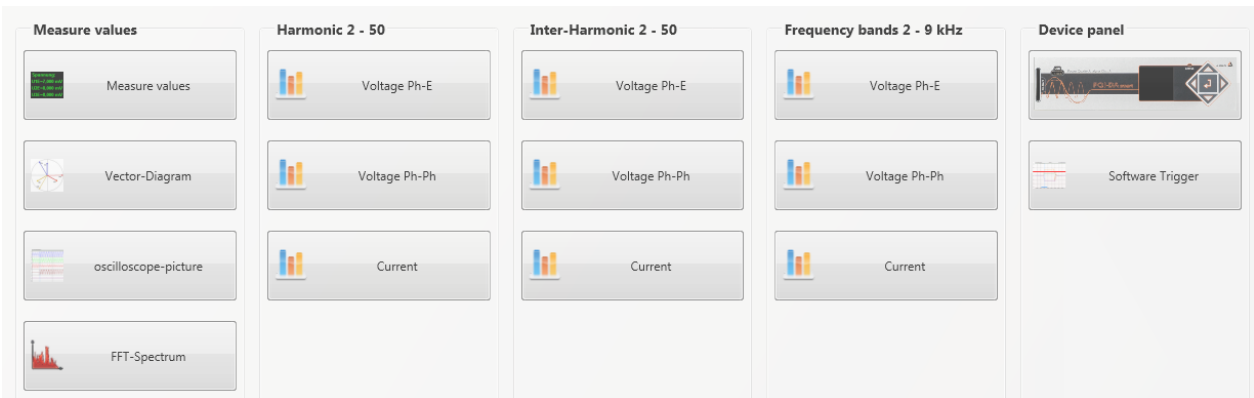 Measure values
Harmonic 2 - 50
Inter-Harmonic 2 - 50
Frequency bands 2 - 9 kHz
Device panel
Measure values
Voltage Ph-E
Voltage Ph-E
Voltage Ph-E
Vector-Diagram
Voltage Ph-Ph
Voltage Ph-Ph
Voltage Ph-Ph
Software Trigger
oscilloscope-picture
Current
Current
Current
FFT-Spectrum